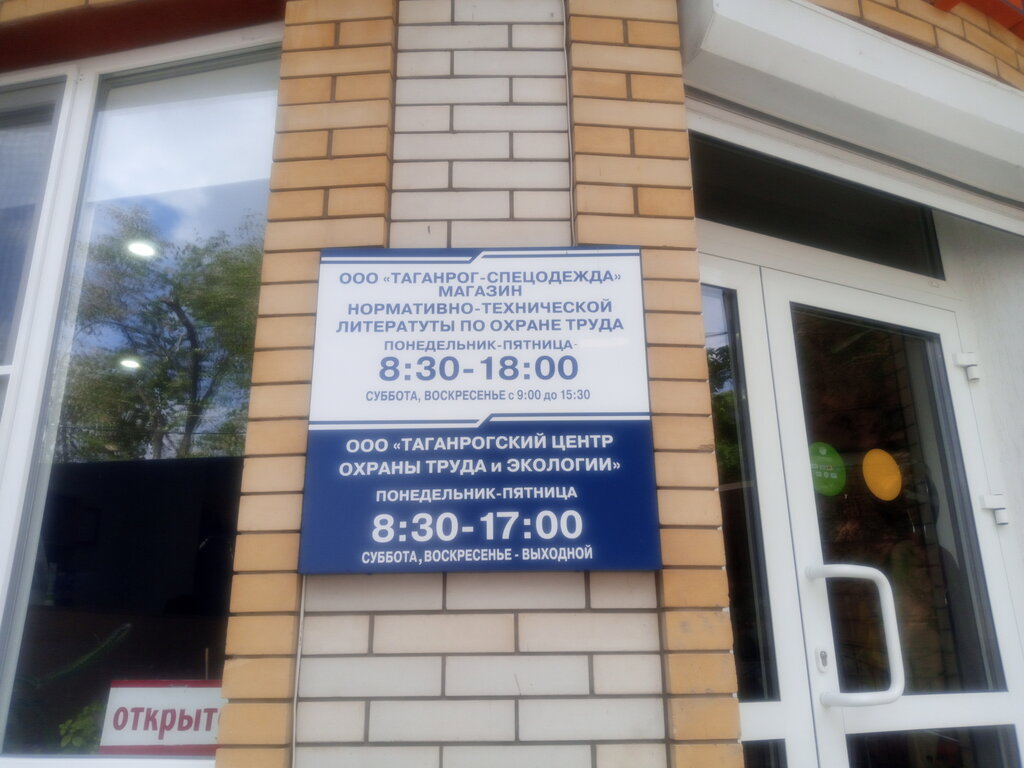 ООО «ТАГАНРОГ-СПЕЦОДЕЖДА»
МАГАЗИН
НОРМАТИВНО-ТЕХНИЧЕСКОЙ
ЛИТЕРАТУТЫ ПО ОХРАНЕ ТРУДА
ПОНЕДЕЛЬНИК-ПЯТНИЦА
8:30-18:00
СУББОТА, ВОСКРЕСЕНЬЕ с 9:00 до 15:30
ООО «ТАГАНРОГСКИЙ ЦЕНТР
ОХРАНЫ ТРУДА и ЭКОЛОГИИ»
ПОНЕДЕЛЬНИК-ПЯТНИЦА
8:30-17:00
СУББОТА, ВОСКРЕСЕНЬЕ - ВЫХОДНОЙ
открыт